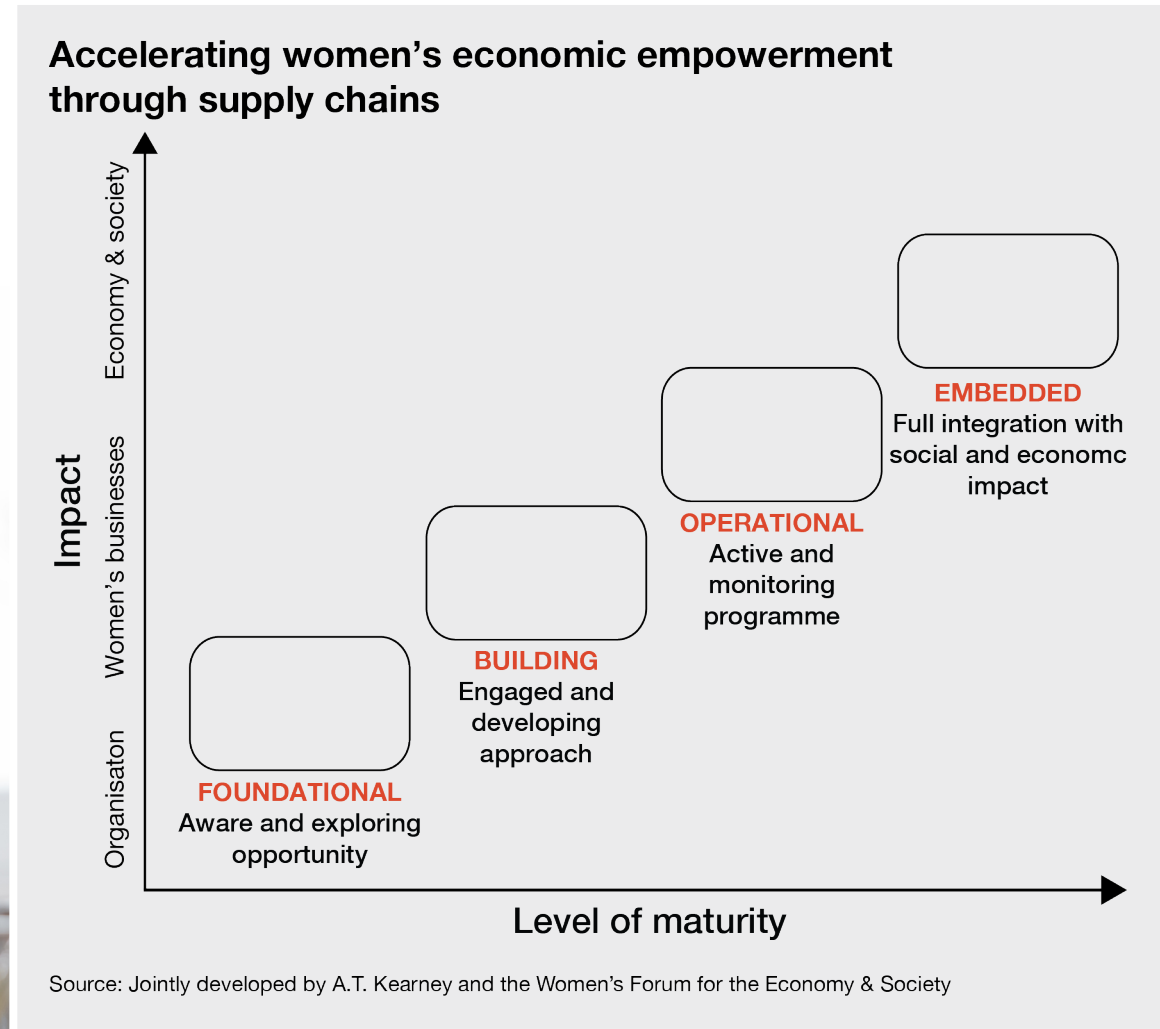 Accelerating women's economic empowerment
through supply chains
Impact
Economy & society
Women's businesses
Organisaton
EMBEDDED
Full integration with
social and economc
impact
OPERATIONAL
Active and
monitoring
programme
BUILDING
Engaged and
developing
approach
FOUNDATIONAL
Aware and exploring
opportunity
Level of maturity
Source: Jointly developed by A.T. Kearney and the Women's Forum for the Economy & Society